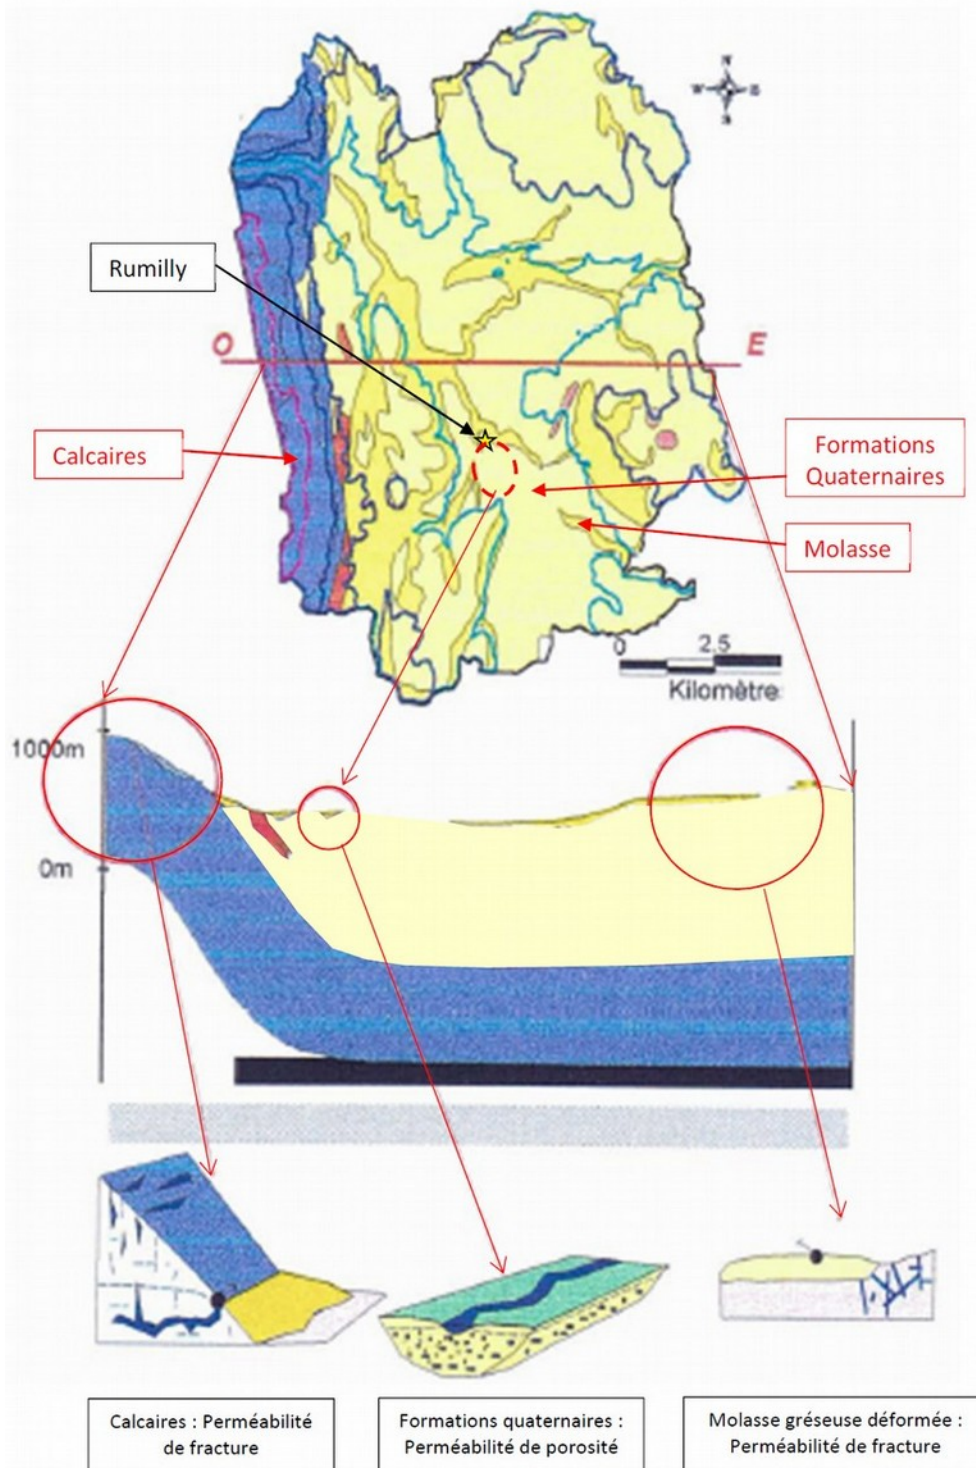 N
W E
S
Rumilly
O E
Calcaires
Formations
Quaternaires
Molasse
0 2.5
Kilomètre
1000m
0m
Calcaires : Perméabilité
de fracture
Formations quaternaires :
Perméabilité de porosité
Molasse gréseuse déformée :
Perméabilité de fracture